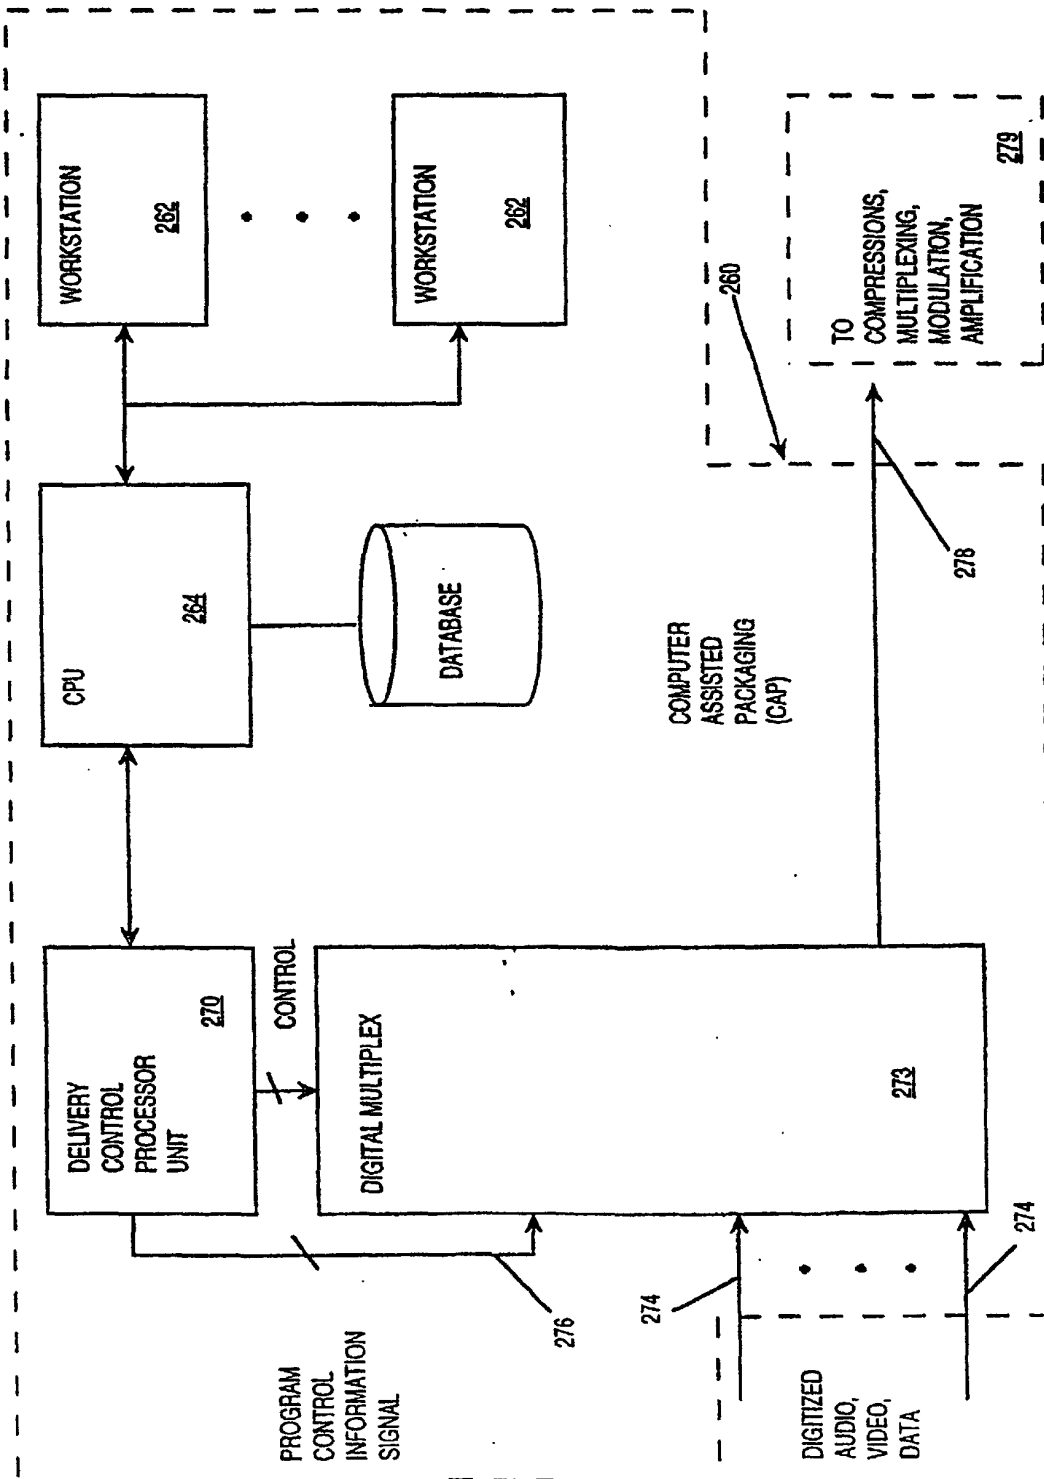 WORKSTATION
262
WORKSTATION
262
CPU
264
DATABASE
DELIVERY
CONTROL
PROCESSOR
UNIT
270
CONTROL
DIGITAL MULTIPLEX
273
PROGRAM
CONTROL
INFORMATION
SIGNAL
276
274
274
DIGITIZED
AUDIO,
VIDEO,
DATA
COMPUTER
ASSISTED
PACKAGING
(CAP)
278
260
TO
COMPRESSIONS,
MULTIPLEXING,
MODULATION,
AMPLIFICATION
279